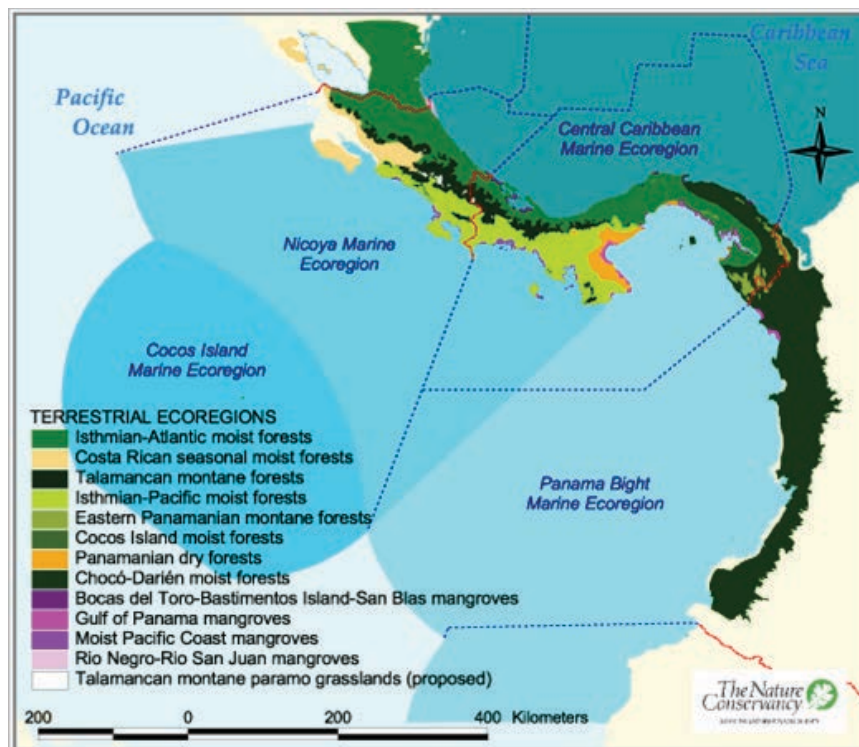 Caribbean
Sea
Pacific
Ocean
N
Central Caribbean
Marine Ecoregion
Nicoya Marine
Ecoregion
Cocos Island
Marine Ecoregion
Panama Bight
Marine Ecoregion
TERRESTRIAL ECOREGIONS
Isthmian-Atlantic moist forests
Costa Rican seasonal moist forests
Talamancan montane forests
Isthmian-Pacific moist forests
Eastern Panamanian montane forests
Cocos Island moist forests
Panamanian dry forests
Chocó-Darién moist forests
Bocas del Toro-Bastimentos Island-San Blas mangroves
Gulf of Panama mangroves
Moist Pacific Coast mangroves
Rio Negro-Rio San Juan mangroves
Talamancan montane paramo grasslands (proposed)
200 0 200 400 Kilometers
The Nature
Conservancy